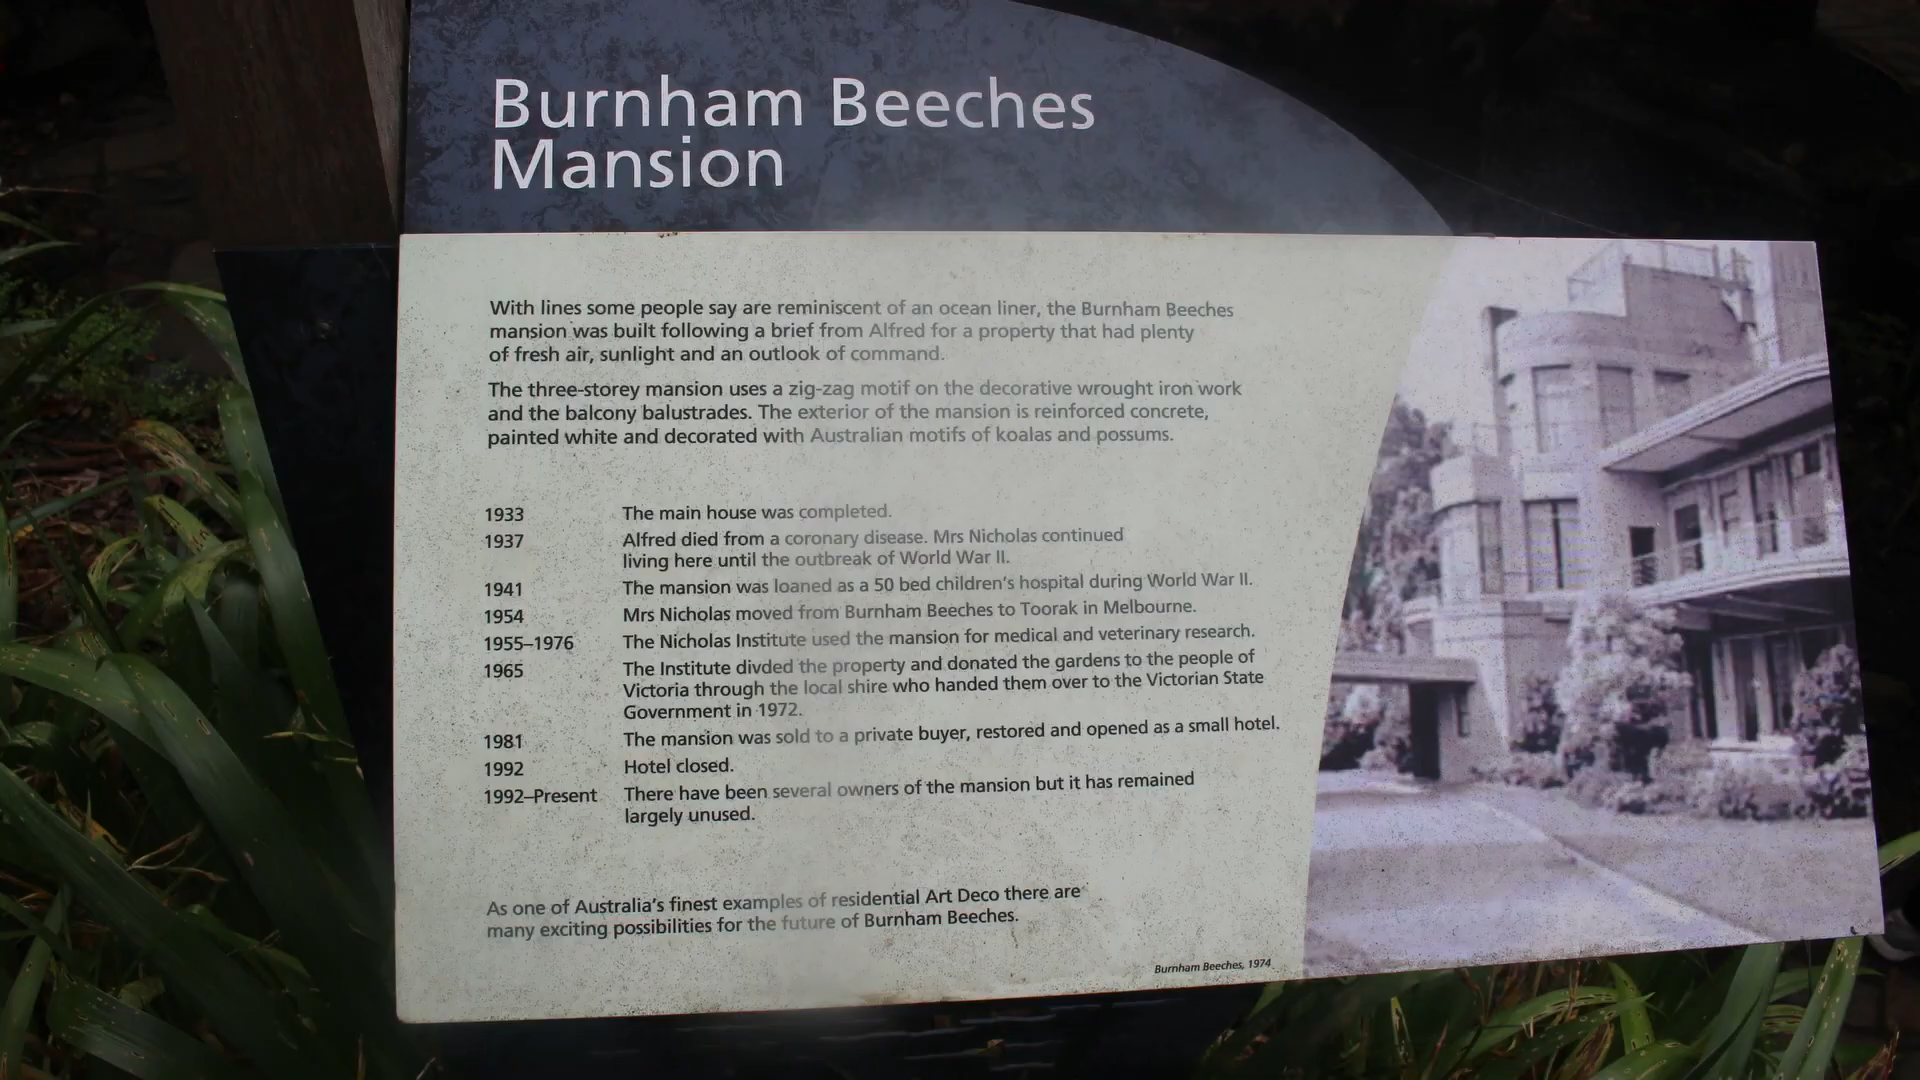 Burnham Beeches
Mansion
With lines some people say are reminiscent of an ocean liner, the Burnham Beeches
mansion was built following a brief from Alfred for a property that had plenty
of fresh air, sunlight and an outlook of command.
The three-storey mansion uses a zig-zag motif on the decorative wrought iron work
and the balcony balustrades. The exterior of the mansion is reinforced concrete,
painted white and decorated with Australian motifs of koalas and possums.
1933 The main house was completed.
1937 Alfred died from a coronary disease. Mrs Nicholas continued
living here until the outbreak of World War II.
1941 The mansion was loaned as a 50 bed children's hospital during World War II.
1954 Mrs Nicholas moved from Burnham Beeches to Toorak in Melbourne.
1955–1976 The Nicholas Institute used the mansion for medical and veterinary research.
1965 The Institute divded the property and donated the gardens to the people of
Victoria through the local shire who handed them over to the Victorian State
Government in 1972.
1981 The mansion was sold to a private buyer, restored and opened as a small hotel.
1992 Hotel closed.
1992–Present There have been several owners of the mansion but it has remained
largely unused.
As one of Australia's finest examples of residential Art Deco there are
many exciting possibilities for the future of Burnham Beeches.
Burnham Beeches, 1974